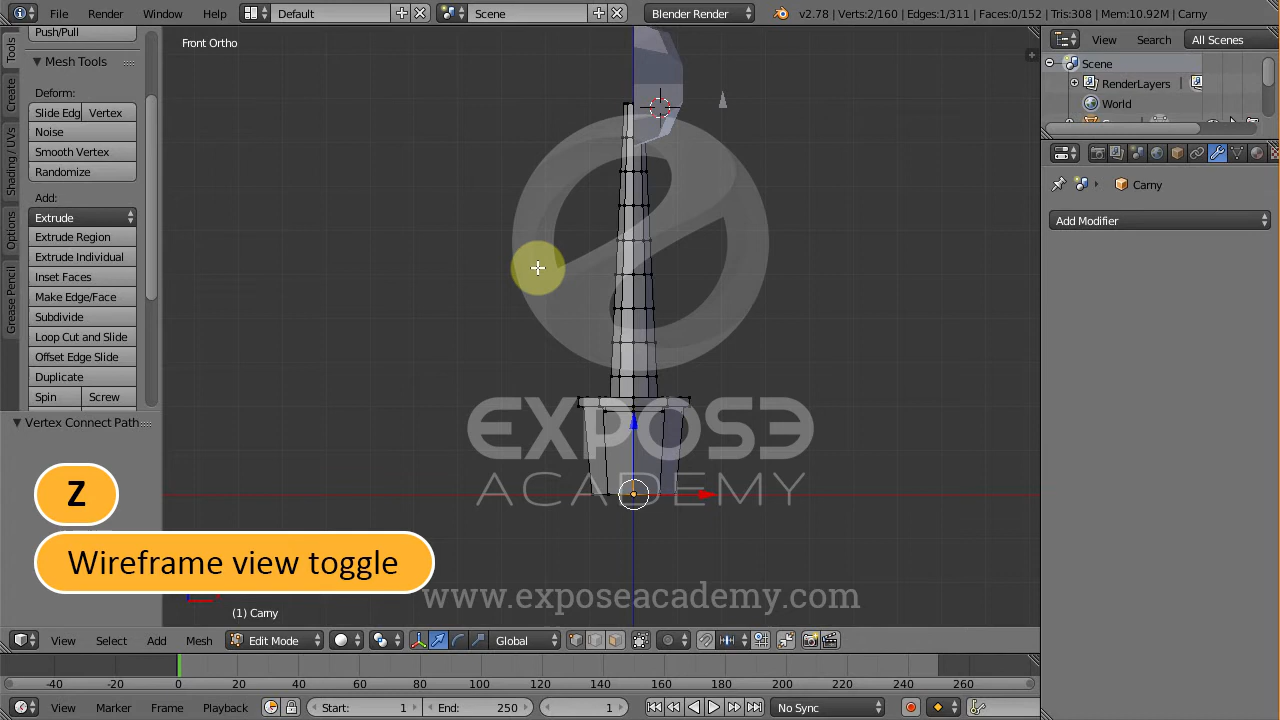 File Render Window Help Default Scene Blender Render v2.78 | Verts:2/160 | Edges:1/311 | Faces:0/152 | Tris:308 | Mem:10.92M | Carny
Push/Pull
Mesh Tools
Deform:
Slide Edg Vertex
Noise
Smooth Vertex
Randomize
Add:
Extrude
Extrude Region
Extrude Individual
Inset Faces
Make Edge/Face
Subdivide
Loop Cut and Slide
Offset Edge Slide
Duplicate
Spin Screw
Vertex Connect Path
Tools
Create
Shading / UVs
Options
Grease Pencil
Front Ortho
EXPOSE
ACADEMY
www.exposeacademy.com
Z
Wireframe view toggle
(1) Carny
View Search All Scenes
Scene
RenderLayers
World
Carny
Add Modifier
View Select Add Mesh Edit Mode Global
-40 -20 0 20 40 60 80 100 120 140 160 180 200 220 240 260
View Marker Frame Playback Start: 1 End: 250 1 No Sync